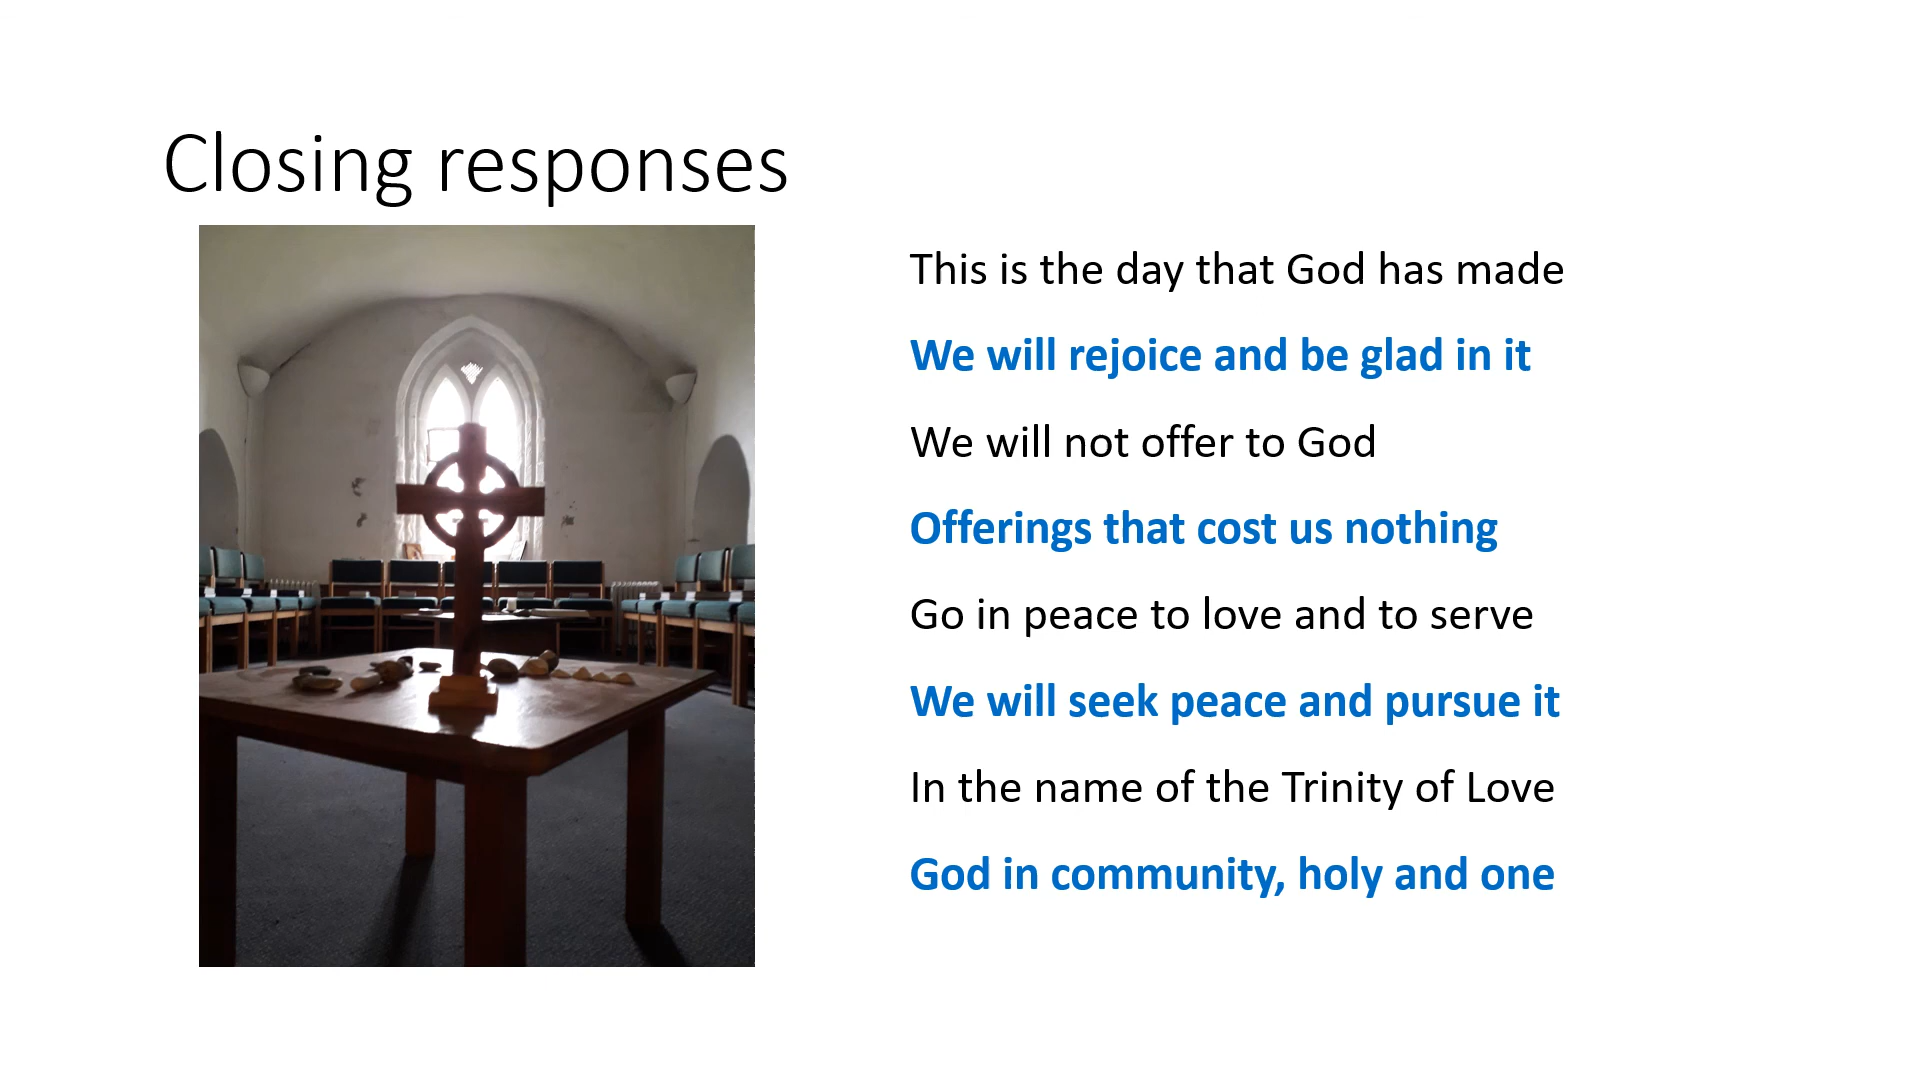 Closing responses
This is the day that God has made
We will rejoice and be glad in it
We will not offer to God
Offerings that cost us nothing
Go in peace to love and to serve
We will seek peace and pursue it
In the name of the Trinity of Love
God in community, holy and one